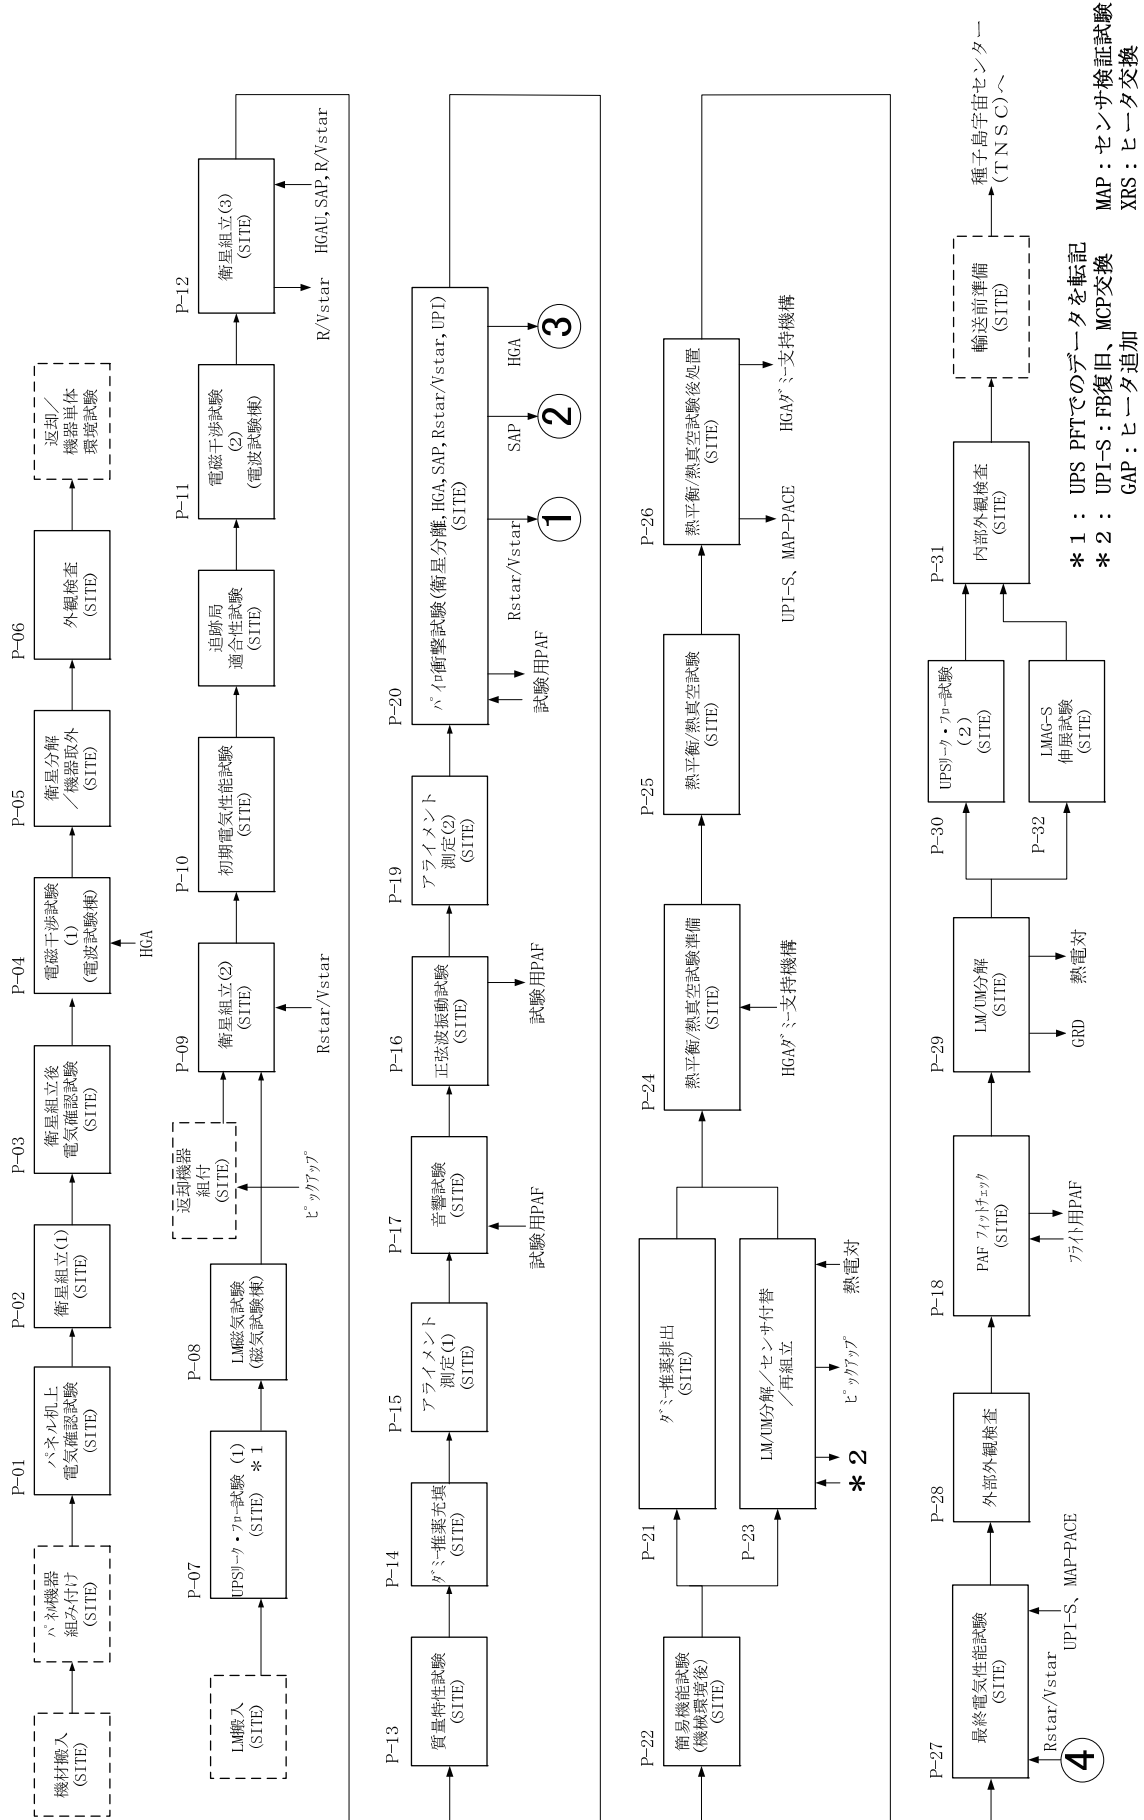 機材搬入
(SITE)
パネル機器
組み付け
(SITE)
P-01
パネル机上
電気確認試験
(SITE)
P-02
衛星組立(1)
(SITE)
P-03
衛星組立後
電気確認試験
(SITE)
P-04
電磁干渉試験
(1)
(電波試験棟)
HGA
P-05
衛星分解
／機器取外
(SITE)
P-06
外観検査
(SITE)
返却／
機器単体
環境試験
LM搬入
(SITE)
P-07
UPSリーク・フロー試験 (1)
(SITE) ＊1
P-08
LM磁気試験
(磁気試験棟)
返却機器
組付
(SITE)
ピックアップ
P-09
衛星組立(2)
(SITE)
Rstar/Vstar
P-10
初期電気性能試験
(SITE)
追跡局
適合性試験
(SITE)
P-11
電磁干渉試験
(2)
(電波試験棟)
P-12
衛星組立(3)
(SITE)
R/Vstar
HGAU,SAP,R/Vstar
P-13
質量特性試験
(SITE)
P-14
ダミー推薬充填
(SITE)
P-15
アライメント
測定(1)
(SITE)
P-17
音響試験
(SITE)
試験用PAF
P-16
正弦波振動試験
(SITE)
試験用PAF
P-19
アライメント
測定(2)
(SITE)
P-20
パイロ衝撃試験(衛星分離,HGA,SAP,Rstar/Vstar,UPI)
(SITE)
試験用PAF
Rstar/Vstar
1
SAP
2
HGA
3
P-22
簡易機能試験
(機械環境後)
(SITE)
P-21
ダミー推薬排出
(SITE)
P-23
LM/UM分解/センサ付替
／再組立
＊2
ピックアップ
熱電対
P-24
熱平衡/熱真空試験準備
(SITE)
HGAダミー支持機構
P-25
熱平衡/熱真空試験
(SITE)
P-26
熱平衡/熱真空試験後処置
(SITE)
UPI-S、MAP-PACE
HGAダミー支持機構
P-27
最終電気性能試験
(SITE)
Rstar/Vstar
4
UPI-S、MAP-PACE
P-28
外部外観検査
(SITE)
P-18
PAF フィットチェック
(SITE)
フライト用PAF
P-29
LM/UM分解
(SITE)
GRD
熱電対
P-30
UPSリーク・フロー試験
(2)
(SITE)
P-32
LMAG-S
伸展試験
(SITE)
P-31
内部外観検査
(SITE)
輸送前準備
(SITE)
種子島宇宙センター
(TNSC)へ
＊1： UPS PFTでのデータを転記
＊2： UPI-S：FB復旧、MCP交換 MAP：センサ検証試験
GAP：ヒータ追加 XRS：ヒータ交換